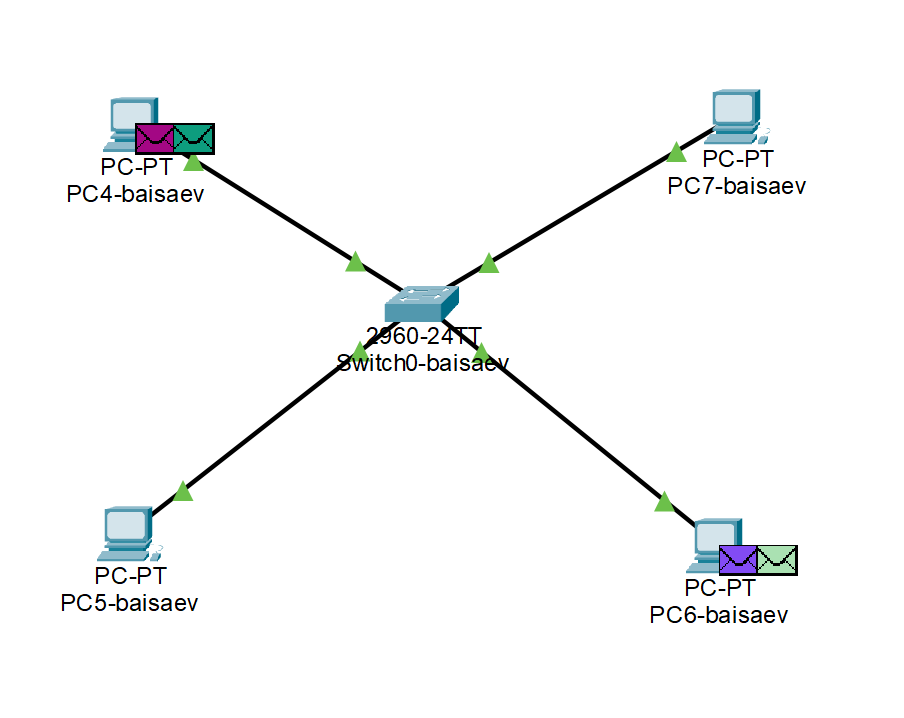 PC-PT
PC4-baisaev
PC-PT
PC7-baisaev
2960-24TT
Switch0-baisaev
PC-PT
PC5-baisaev
PC-PT
PC6-baisaev